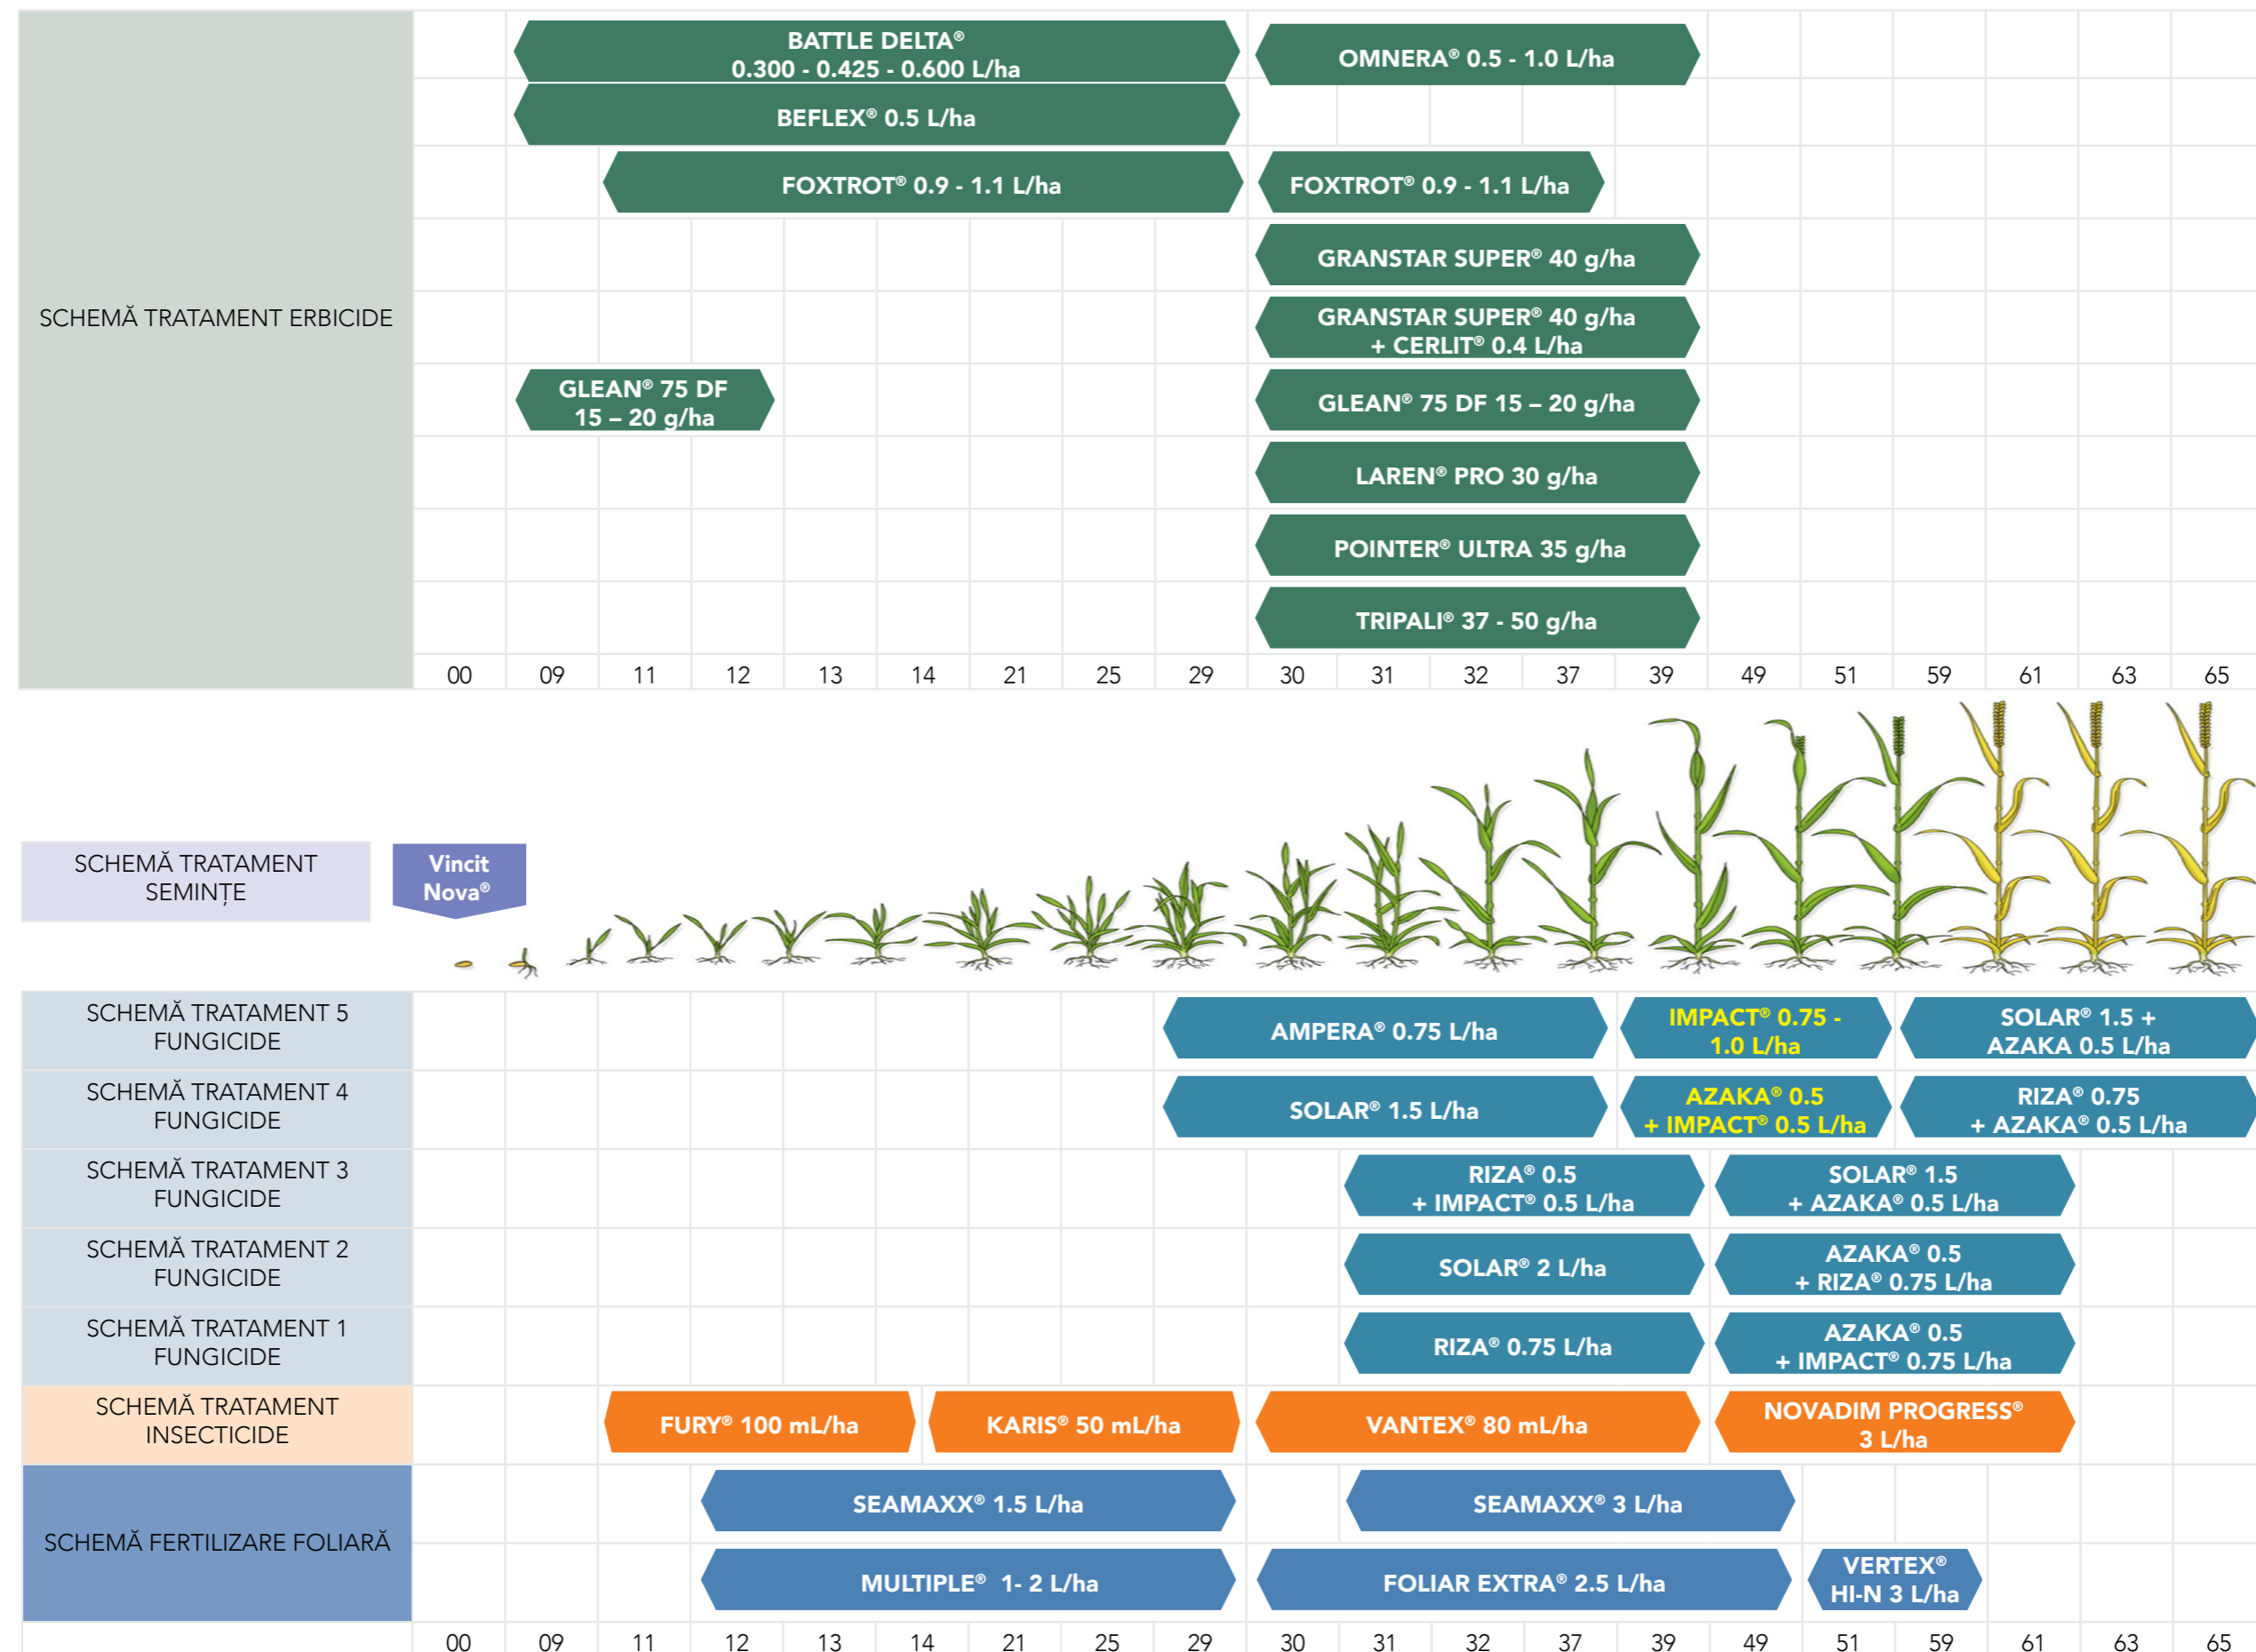 SCHEMĂ TRATAMENT ERBICIDE
BATTLE DELTA®
0.300 - 0.425 - 0.600 L/ha
OMNERA® 0.5 - 1.0 L/ha
BEFLEX® 0.5 L/ha
FOXTROT® 0.9 - 1.1 L/ha
FOXTROT® 0.9 - 1.1 L/ha
GRANSTAR SUPER® 40 g/ha
GRANSTAR SUPER® 40 g/ha
+ CERLIT® 0.4 L/ha
GLEAN® 75 DF
15 – 20 g/ha
GLEAN® 75 DF 15 – 20 g/ha
LAREN® PRO 30 g/ha
POINTER® ULTRA 35 g/ha
TRIPALI® 37 - 50 g/ha
00 09 11 12 13 14 21 25 29 30 31 32 37 39 49 51 59 61 63 65
SCHEMĂ TRATAMENT
SEMINȚE
Vincit
Nova®
SCHEMĂ TRATAMENT 5
FUNGICIDE
AMPERA® 0.75 L/ha
IMPACT® 0.75 -
1.0 L/ha
SOLAR® 1.5 +
AZAKA 0.5 L/ha
SCHEMĂ TRATAMENT 4
FUNGICIDE
SOLAR® 1.5 L/ha
AZAKA® 0.5
+ IMPACT® 0.5 L/ha
RIZA® 0.75
+ AZAKA® 0.5 L/ha
SCHEMĂ TRATAMENT 3
FUNGICIDE
RIZA® 0.5
+ IMPACT® 0.5 L/ha
SOLAR® 1.5
+ AZAKA® 0.5 L/ha
SCHEMĂ TRATAMENT 2
FUNGICIDE
SOLAR® 2 L/ha
AZAKA® 0.5
+ RIZA® 0.75 L/ha
SCHEMĂ TRATAMENT 1
FUNGICIDE
RIZA® 0.75 L/ha
AZAKA® 0.5
+ IMPACT® 0.75 L/ha
SCHEMĂ TRATAMENT
INSECTICIDE
FURY® 100 mL/ha
KARIS® 50 mL/ha
VANTEX® 80 mL/ha
NOVADIM PROGRESS®
3 L/ha
SCHEMĂ FERTILIZARE FOLIARĂ
SEAMAXX® 1.5 L/ha
SEAMAXX® 3 L/ha
MULTIPLE® 1- 2 L/ha
FOLIAR EXTRA® 2.5 L/ha
VERTEX®
HI-N 3 L/ha
00 09 11 12 13 14 21 25 29 30 31 32 37 39 49 51 59 61 63 65